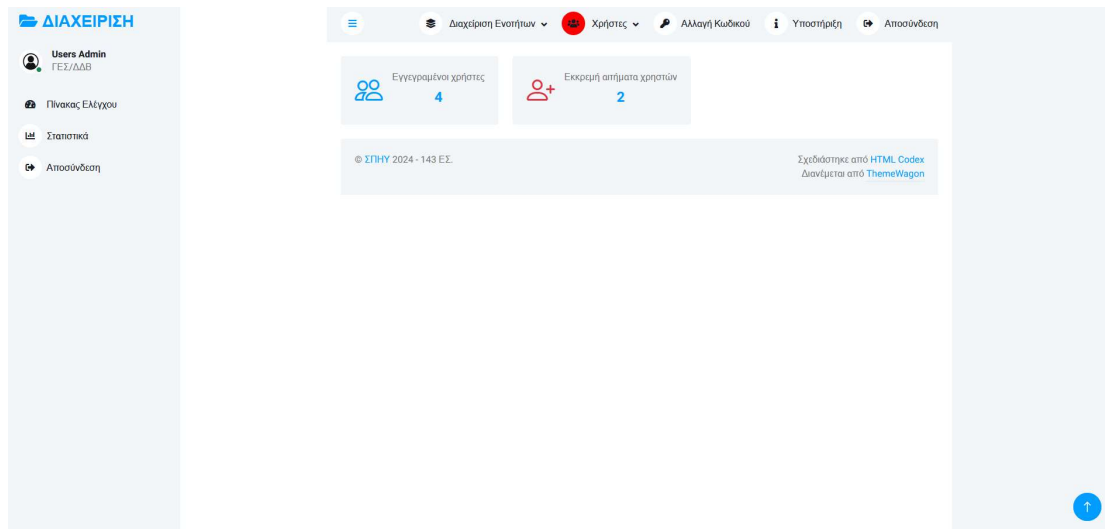 ΔΙΑΧΕΙΡΙΣΗ
Users Admin
ΓΕΣ/ΔΔΒ
Πίνακας Ελέγχου
Στατιστικά
Αποσύνδεση
Διαχείριση Ενοτήτων
Χρήστες
Αλλαγή Κωδικού
Υποστήριξη
Αποσύνδεση
Εγγεγραμένοι χρήστες
4
Εκκρεμή αιτήματα χρηστών
2
© ΣΠΗΥ 2024 - 143 ΕΣ.
Σχεδιάστηκε από HTML Codex
Διανέμεται από ThemeWagon